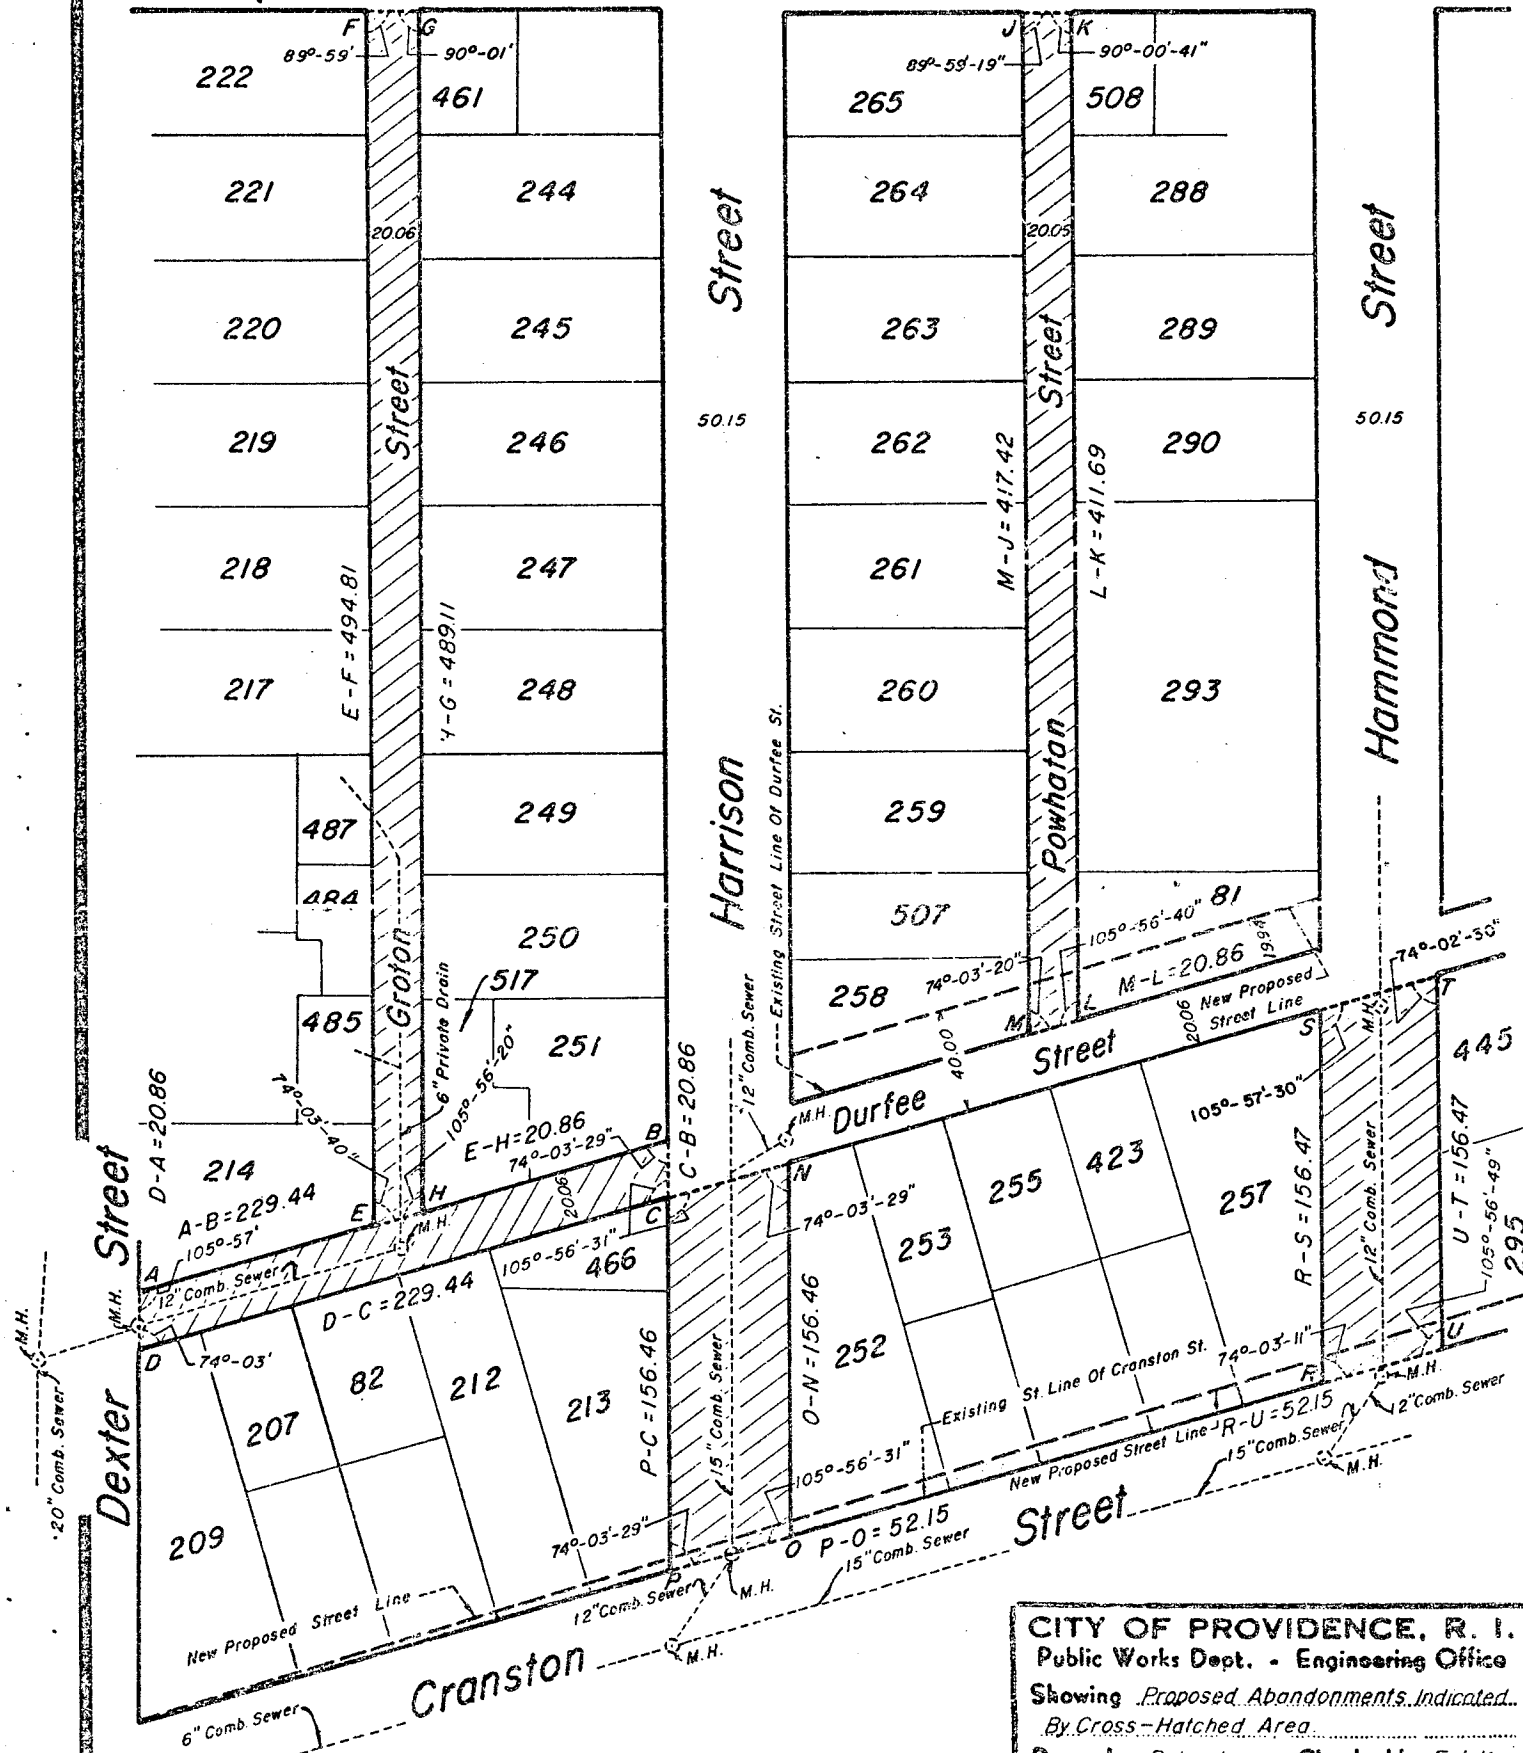 F
G
89°-59'
90°-01'
222
461
J
K
89°-59'-19"
90°-00'-41"
265
508
221
244
264
288
20.06
20.05
Street
Street
220
245
263
289
Street
Street
219
246
50.15
262
290
50.15
218
247
261
M-J = 417.42
L-K = 411.69
E-F = 494.81
-G = 489.11
217
248
260
293
Hammond
Existing Street Line Of Durfee St.
Harrison
Powhatan
487
249
259
484
250
507
81
105°-56'-40"
Groton
6" Private Drain
517
258
74°-03'-20"
M-L = 20.86
19.94
74°-02'-30"
485
251
12" Comb. Sewer
M
L
20.06
New Proposed
Street Line
M.H.
T
S
40.00
Street
445
D-A = 20.86
74°-03'-40"
105°-56'-20"
E-H = 20.86
74°-03'-29"
B
C-B = 20.86
M.H.
Durfee
105°-57'-30"
214
A-B = 229.44
105°-57'
E
H
M.H.
20.06
C
N
74°-03'-29"
253
255
423
257
R-S = 156.47
12" Comb. Sewer
U-T = 156.47
105°-56'-49"
295
Street
A
12" Comb. Sewer
105°-56'-31"
466
D-C = 229.44
M.H.
M.H.
D
74°-03'
207
82
212
213
P-C = 156.46
15" Comb. Sewer
O-N = 156.46
252
Existing St. Line Of Cranston St.
74°-03'-11"
U
R
M.H.
12" Comb. Sewer
20" Comb. Sewer
Dexter
209
105°-56'-31"
New Proposed Street Line
R-U = 52.15
15" Comb. Sewer
M.H.
74°-03'-29"
O
P-O = 52.15
15" Comb. Sewer
Street
P
12" Comb. Sewer
M.H.
New Proposed Street Line
M.H.
Cranston
6" Comb. Sewer
CITY OF PROVIDENCE, R. I.
Public Works Dept. - Engineering Office
Showing Proposed Abandonments Indicated
By Cross-Hatched Area